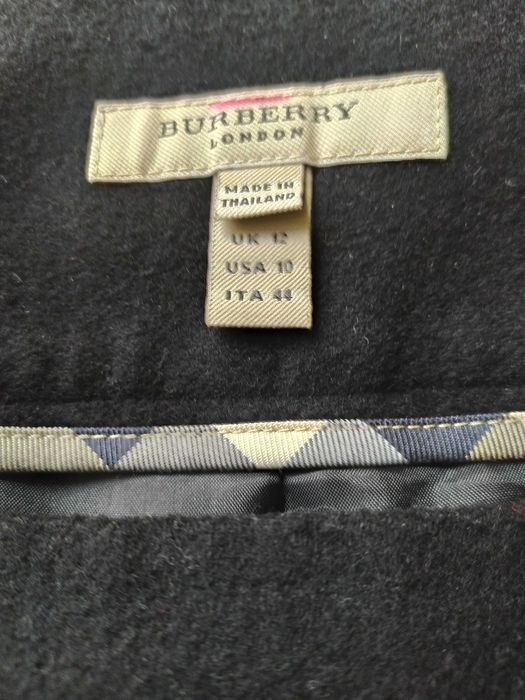 BURBERRY
LONDON
MADE IN
THAILAND
UK 12
USA 10
ITA 44